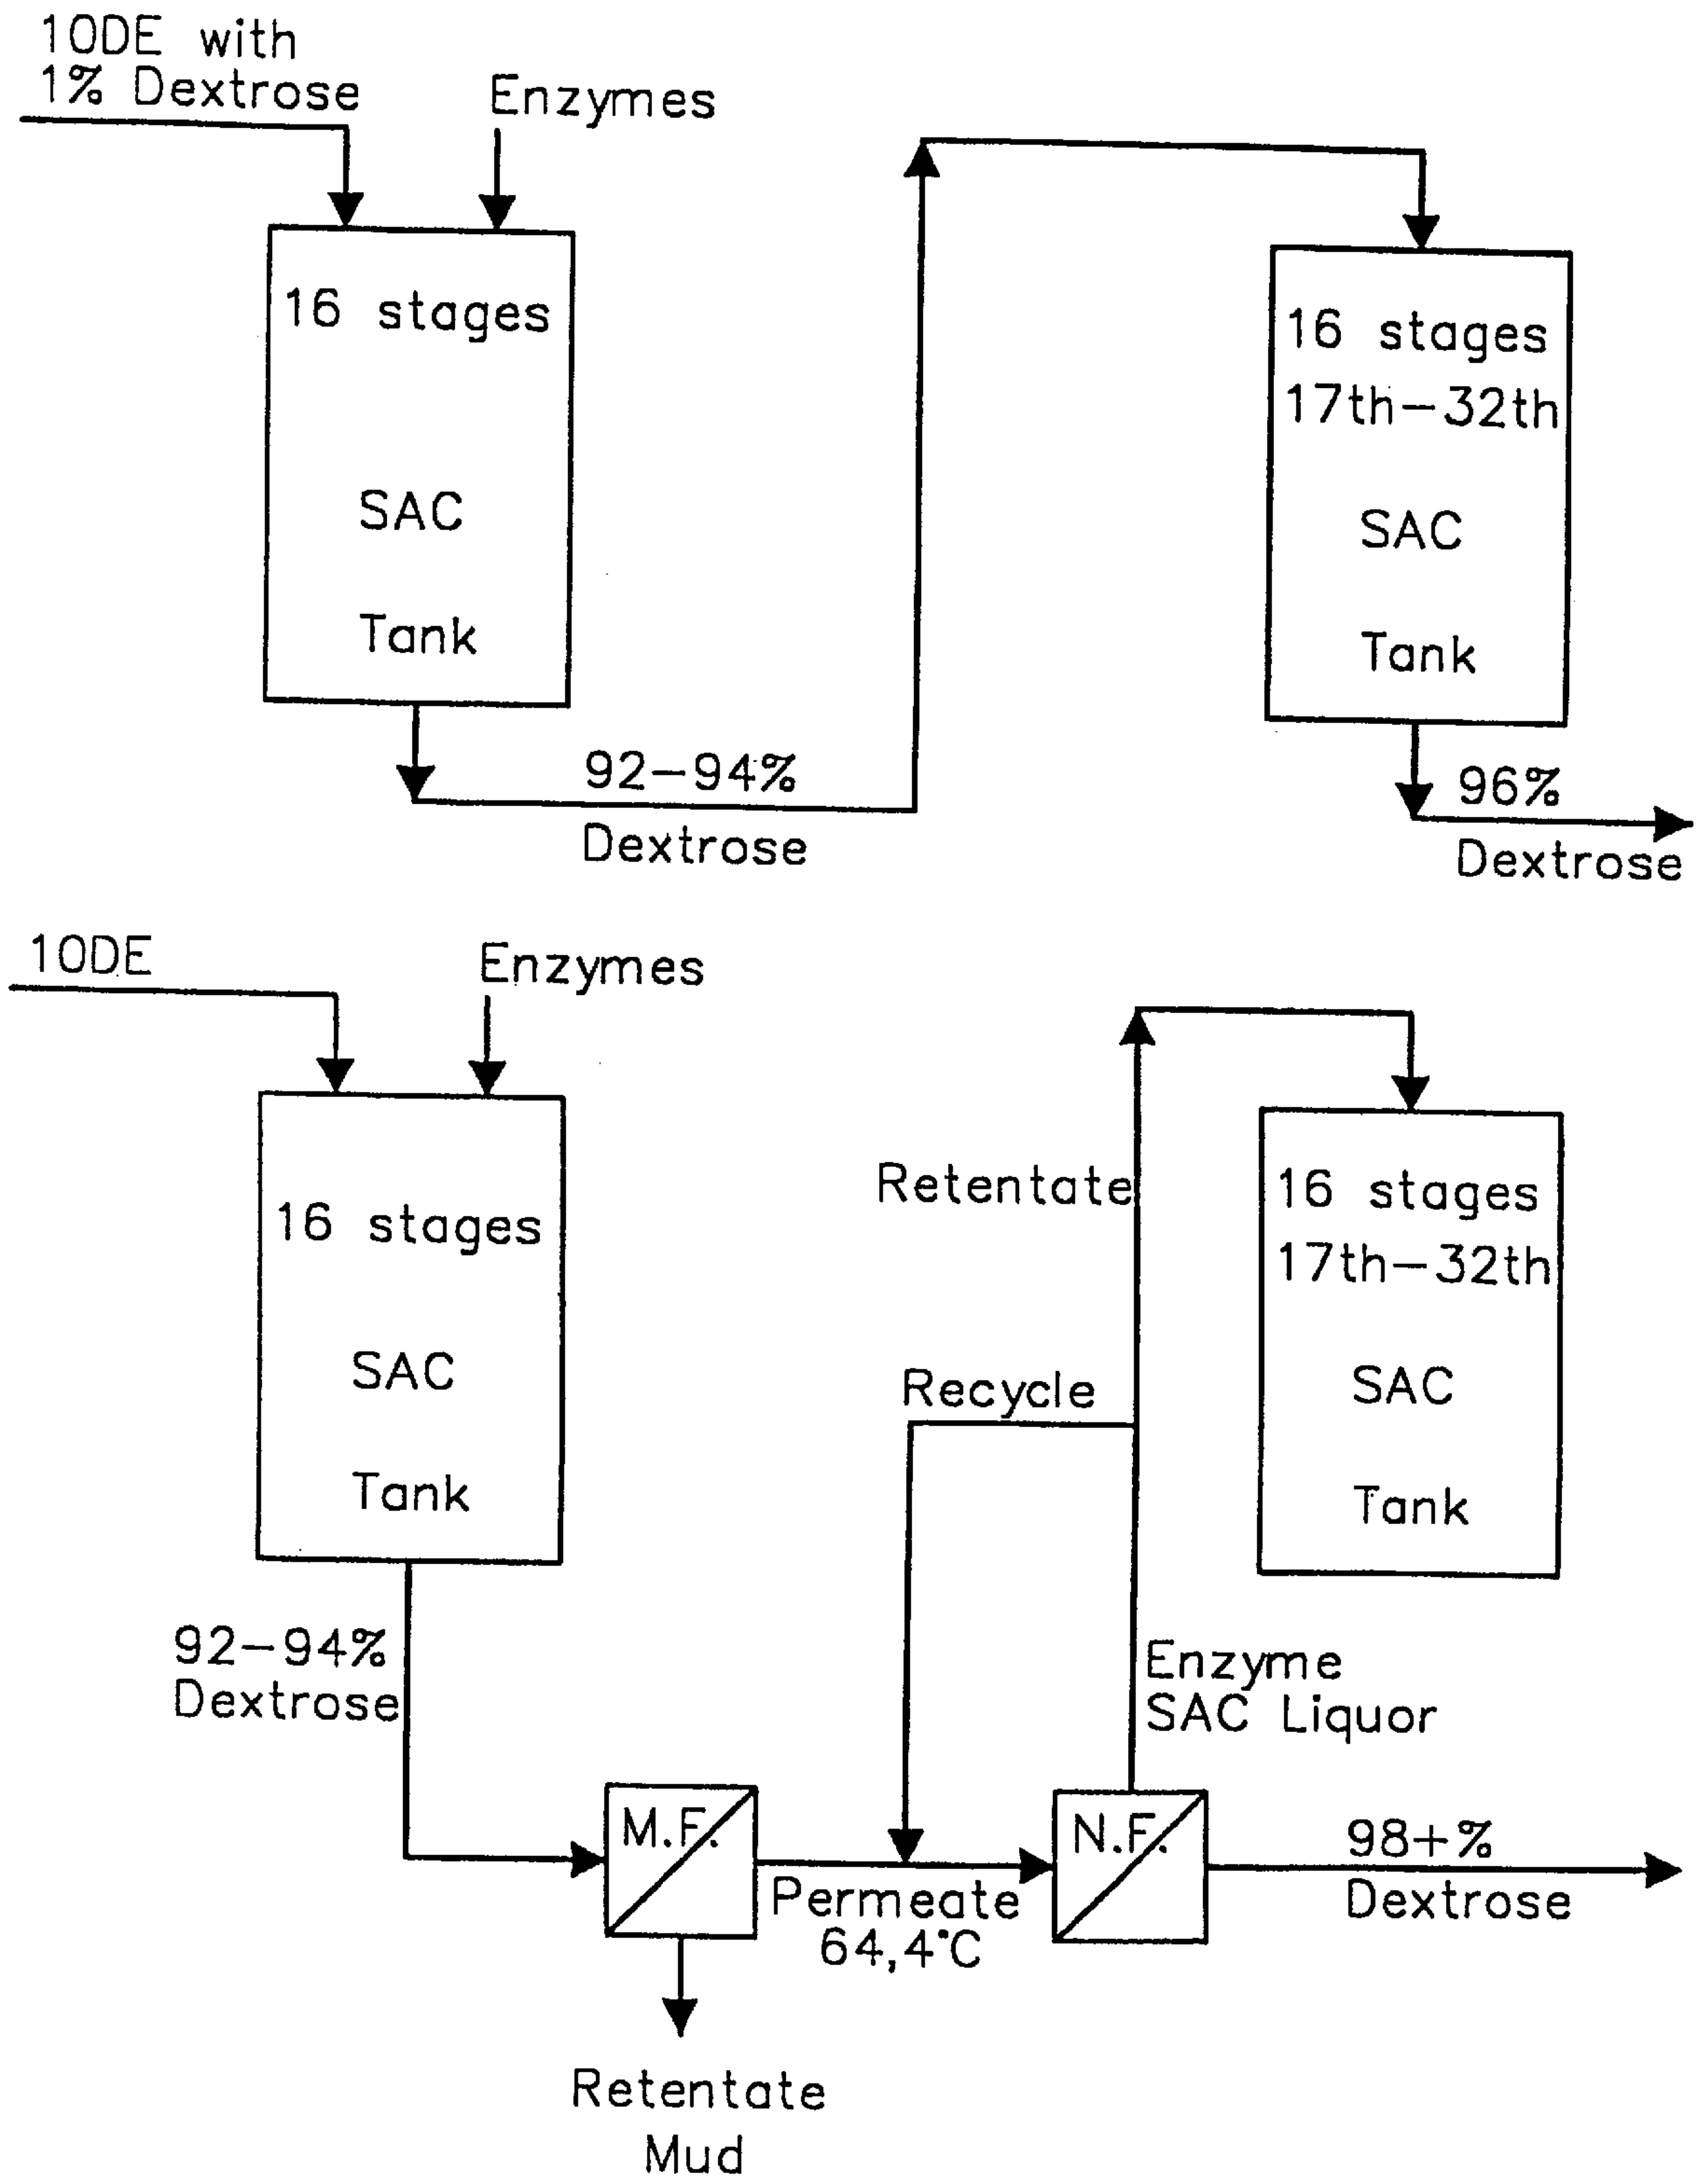 10DE with
1% Dextrose
Enzymes
16 stages
SAC
Tank
92-94%
Dextrose
16 stages
17th-32th
SAC
Tank
96%
Dextrose
10DE
Enzymes
16 stages
SAC
Tank
92-94%
Dextrose
M.F.
Retentate
Mud
Permeate
64,4°C
Recycle
Retentate
Enzyme
SAC Liquor
N.F.
16 stages
17th-32th
SAC
Tank
98+%
Dextrose